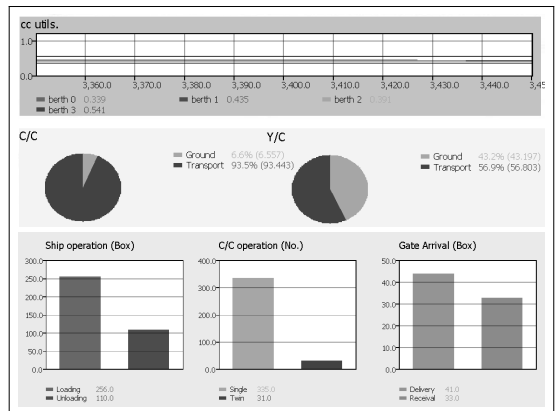 cc utils.
1.0
0.0
3,360.0 3,370.0 3,380.0 3,390.0 3,400.0 3,410.0 3,420.0 3,430.0 3,440.0 3,45
berth 0 0.339 berth 1 0.435 berth 2 0.391
berth 3 0.541
C/C
Ground 6.6% (6.557)
Transport 93.5% (93.443)
Y/C
Ground 43.2% (43.197)
Transport 56.9% (56.803)
Ship operation (Box)
300.0
250.0
200.0
150.0
100.0
50.0
0.0
Loading 256.0
Unloading 110.0
C/C operation (No.)
400.0
300.0
200.0
100.0
0.0
Single 335.0
Twin 31.0
Gate Arrival (Box)
50.0
40.0
30.0
20.0
10.0
0.0
Delivery 41.0
Receival 33.0